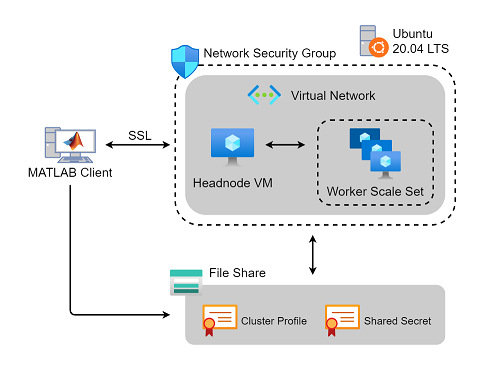 Ubuntu
20.04 LTS
Network Security Group
Virtual Network
SSL
MATLAB Client
Headnode VM
Worker Scale Set
File Share
Cluster Profile
Shared Secret